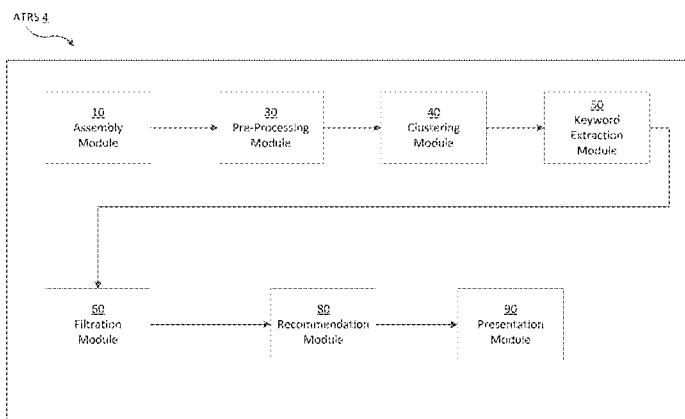 ATRS 4
10
Assembly
Module
30
Pre-Processing
Module
40
Clustering
Module
50
Keyword
Extraction
Module
60
Filtration
Module
80
Recommendation
Module
90
Presentation
Module